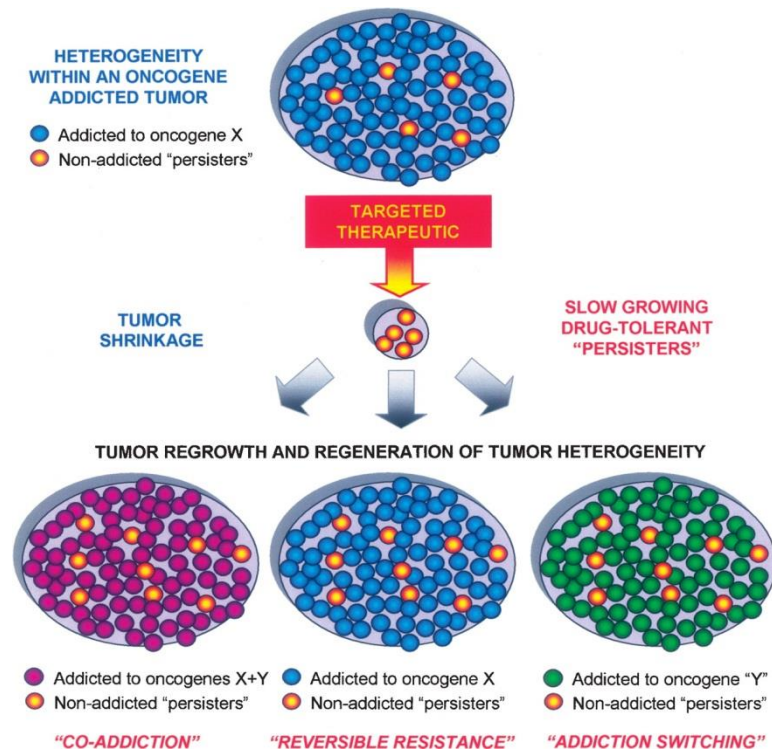 HETEROGENEITY
WITHIN AN ONCOGENE
ADDICTED TUMOR
Addicted to oncogene X
Non-addicted “persisters”
TARGETED
THERAPEUTIC
TUMOR
SHRINKAGE
SLOW GROWING
DRUG-TOLERANT
“PERSISTERS”
TUMOR REGROWTH AND REGENERATION OF TUMOR HETEROGENEITY
Addicted to oncogenes X+Y
Non-addicted “persisters”
“CO-ADDICTION”
Addicted to oncogene X
Non-addicted “persisters”
“REVERSIBLE RESISTANCE”
Addicted to oncogene “Y”
Non-addicted “persisters”
“ADDICTION SWITCHING”